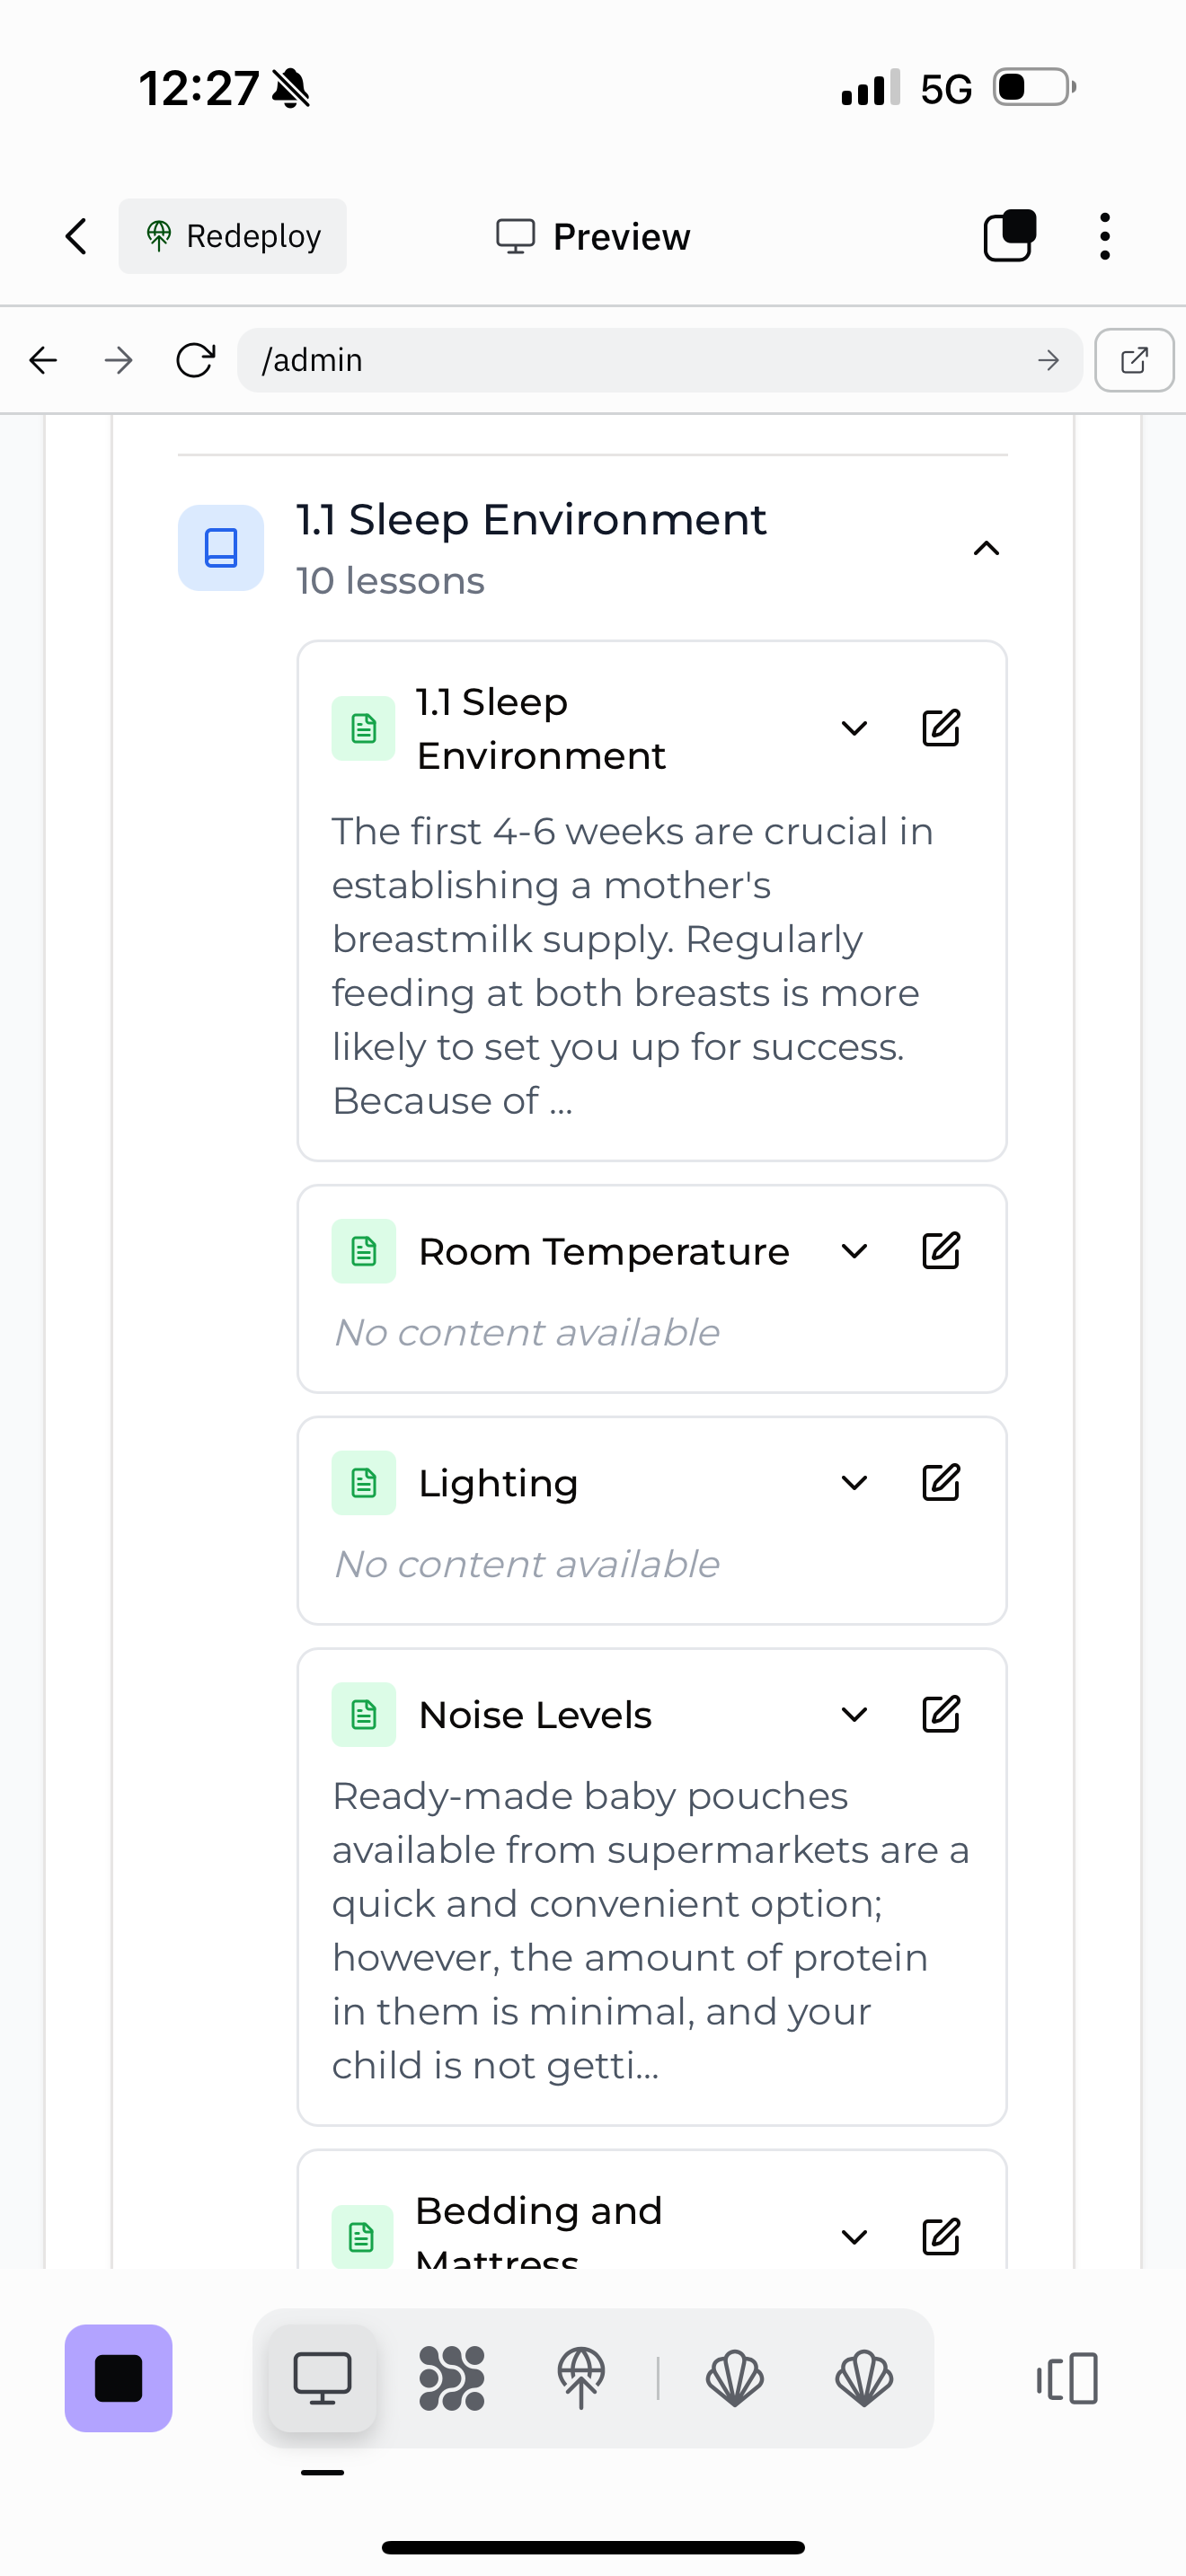 12:27
5G
Redeploy
Preview
/admin
1.1 Sleep Environment
10 lessons
1.1 Sleep
Environment
The first 4-6 weeks are crucial in
establishing a mother's
breastmilk supply. Regularly
feeding at both breasts is more
likely to set you up for success.
Because of ...
Room Temperature
No content available
Lighting
No content available
Noise Levels
Ready-made baby pouches
available from supermarkets are a
quick and convenient option;
however, the amount of protein
in them is minimal, and your
child is not getti...
Bedding and
Mattress